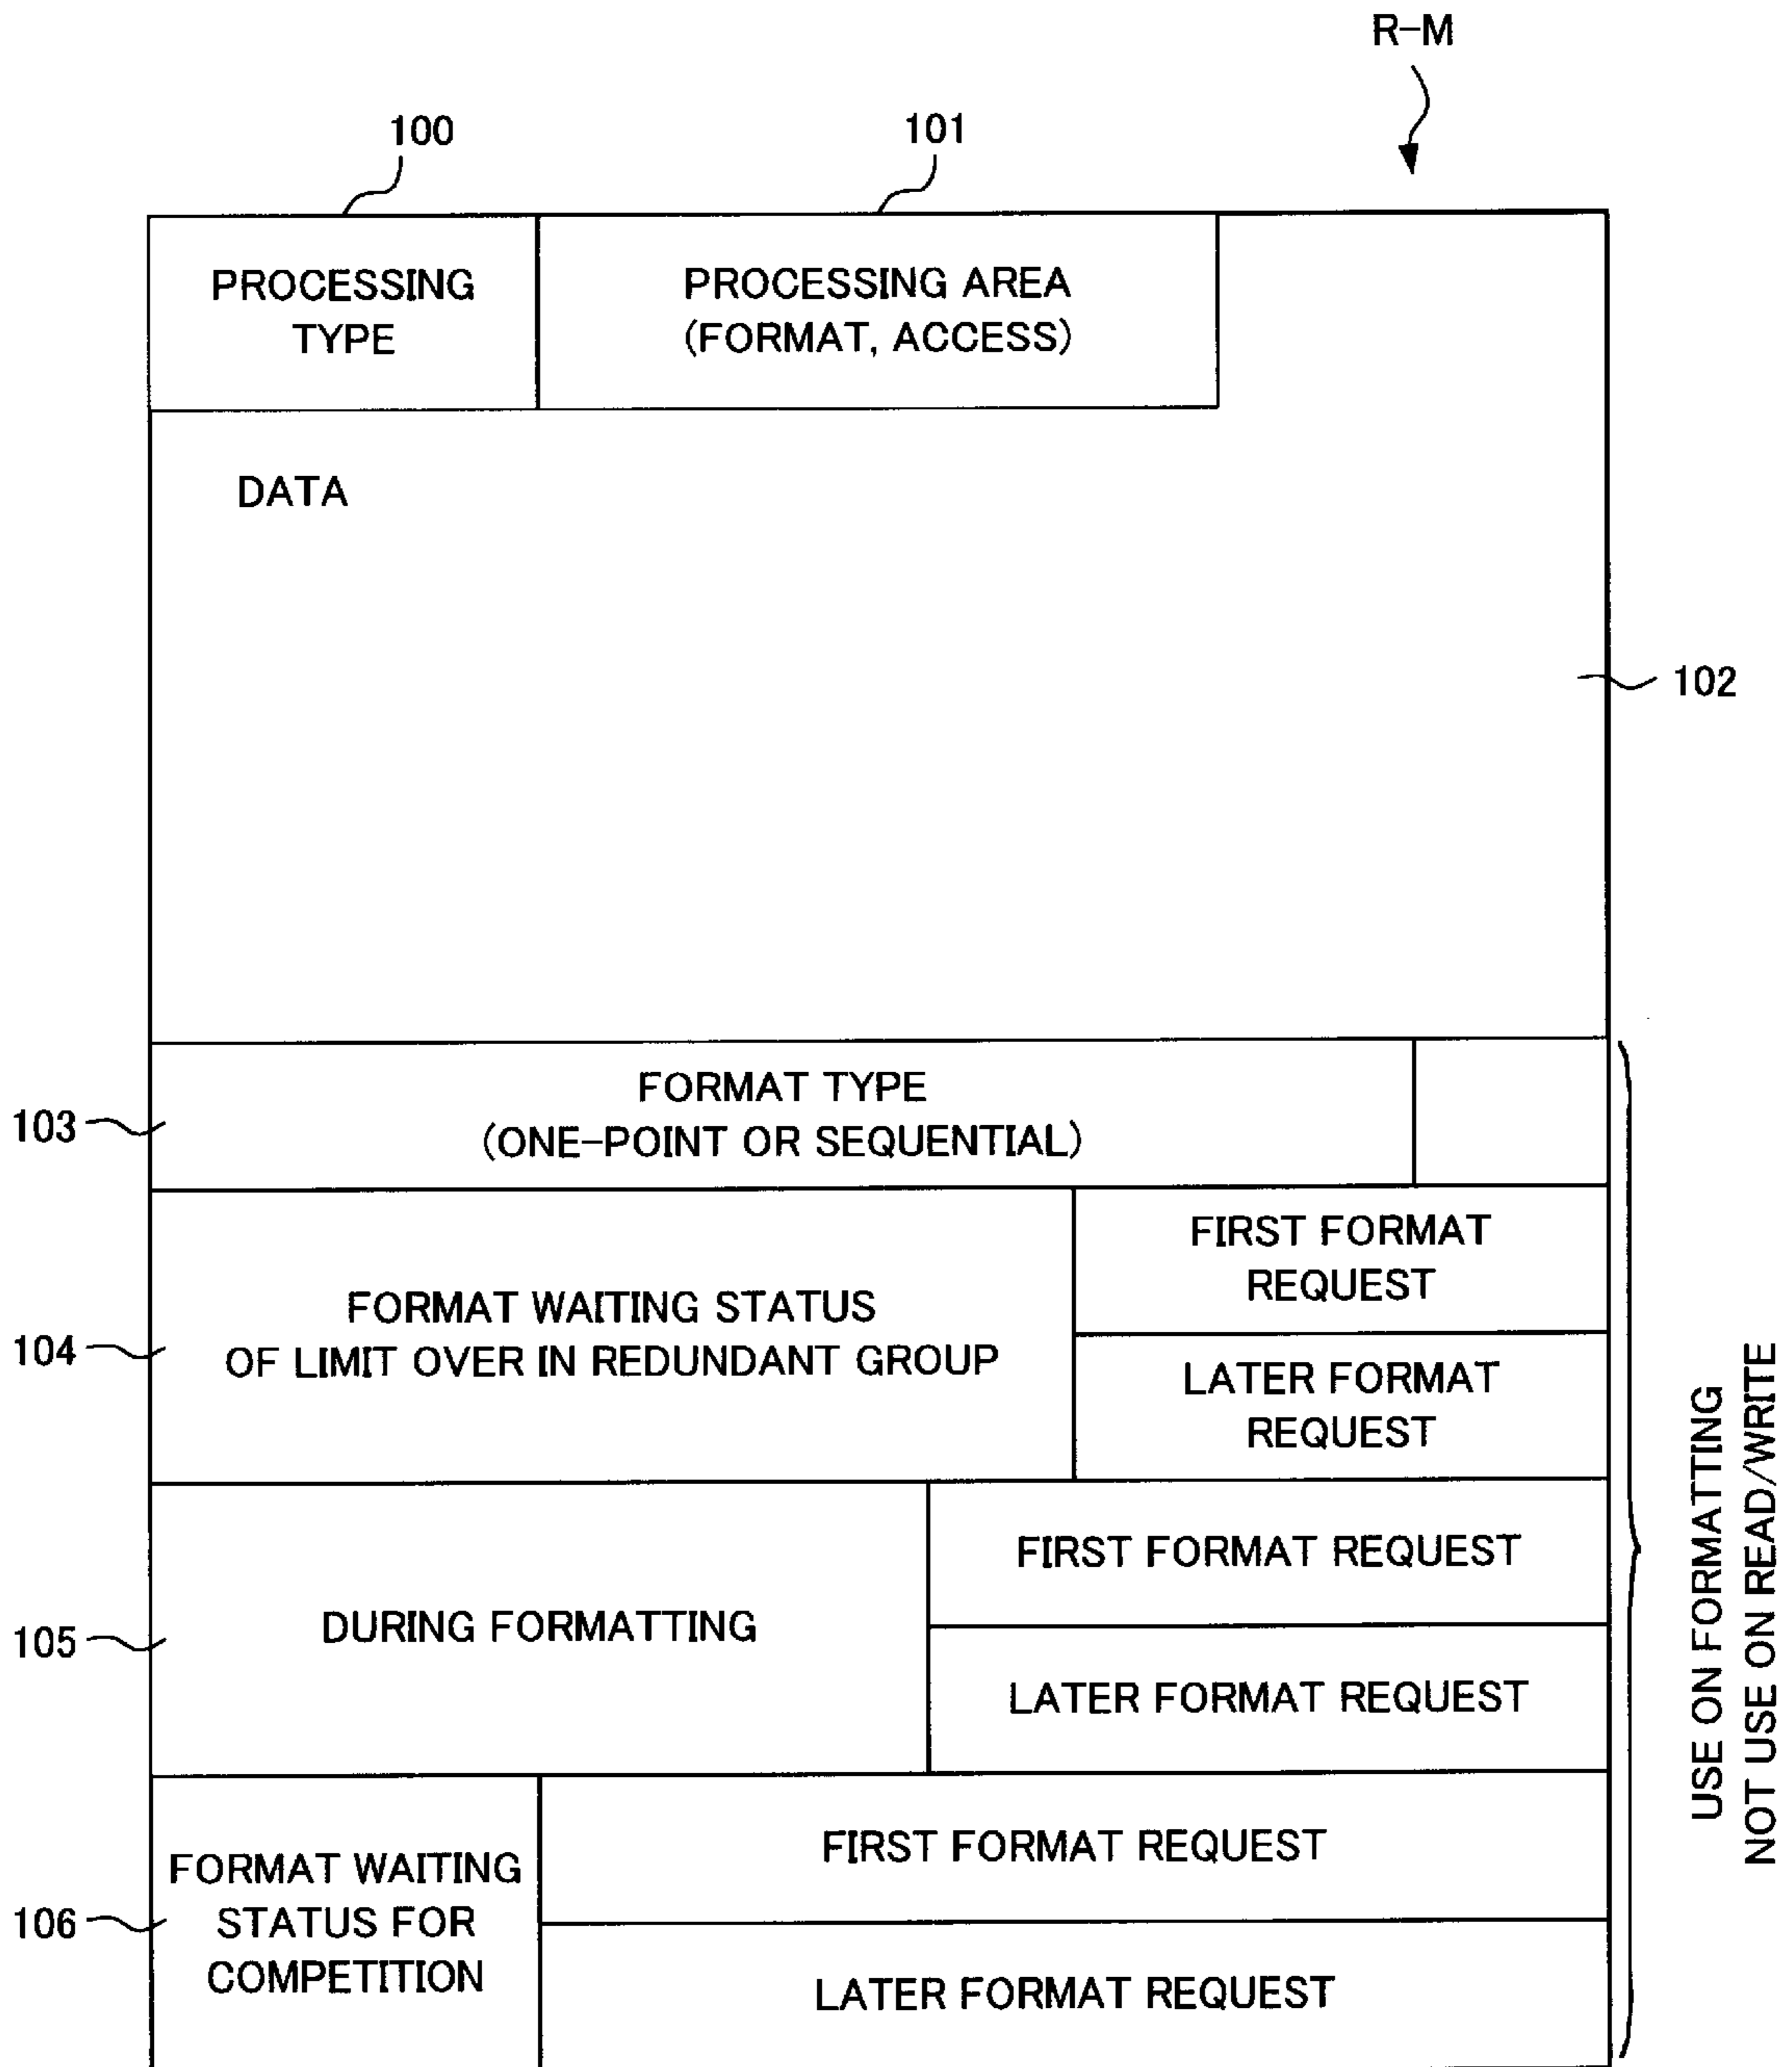 R-M
100
101
PROCESSING
TYPE
PROCESSING AREA
(FORMAT, ACCESS)
DATA
102
103
FORMAT TYPE
(ONE-POINT OR SEQUENTIAL)
104
FORMAT WAITING STATUS
OF LIMIT OVER IN REDUNDANT GROUP
FIRST FORMAT
REQUEST
LATER FORMAT
REQUEST
105
DURING FORMATTING
FIRST FORMAT REQUEST
LATER FORMAT REQUEST
106
FORMAT WAITING
STATUS FOR
COMPETITION
FIRST FORMAT REQUEST
LATER FORMAT REQUEST
USE ON FORMATTING
NOT USE ON READ/WRITE